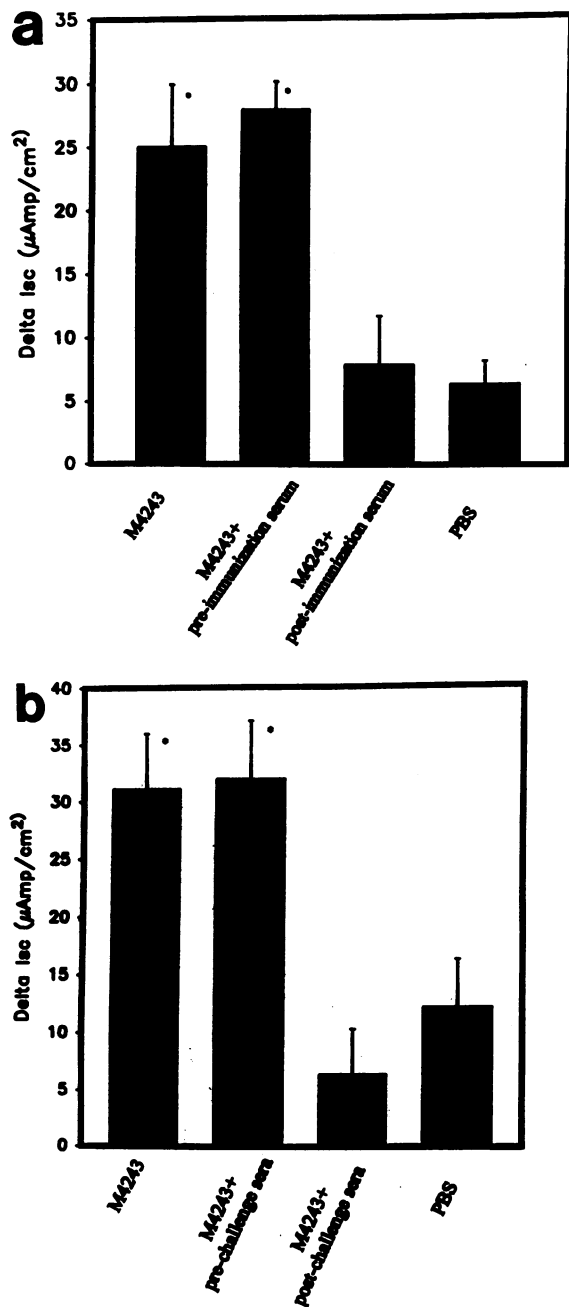 a
35
30
25
20
15
10
5
0
Delta Isc (μAmp/cm²)
M4243
M4243+
pre-immunization serum
M4243+
post-immunization serum
PBS
b
40
35
30
25
20
15
10
5
0
Delta Isc (μAmp/cm²)
M4243
M4243+
pre-challenge sera
M4243+
post-challenge sera
PBS